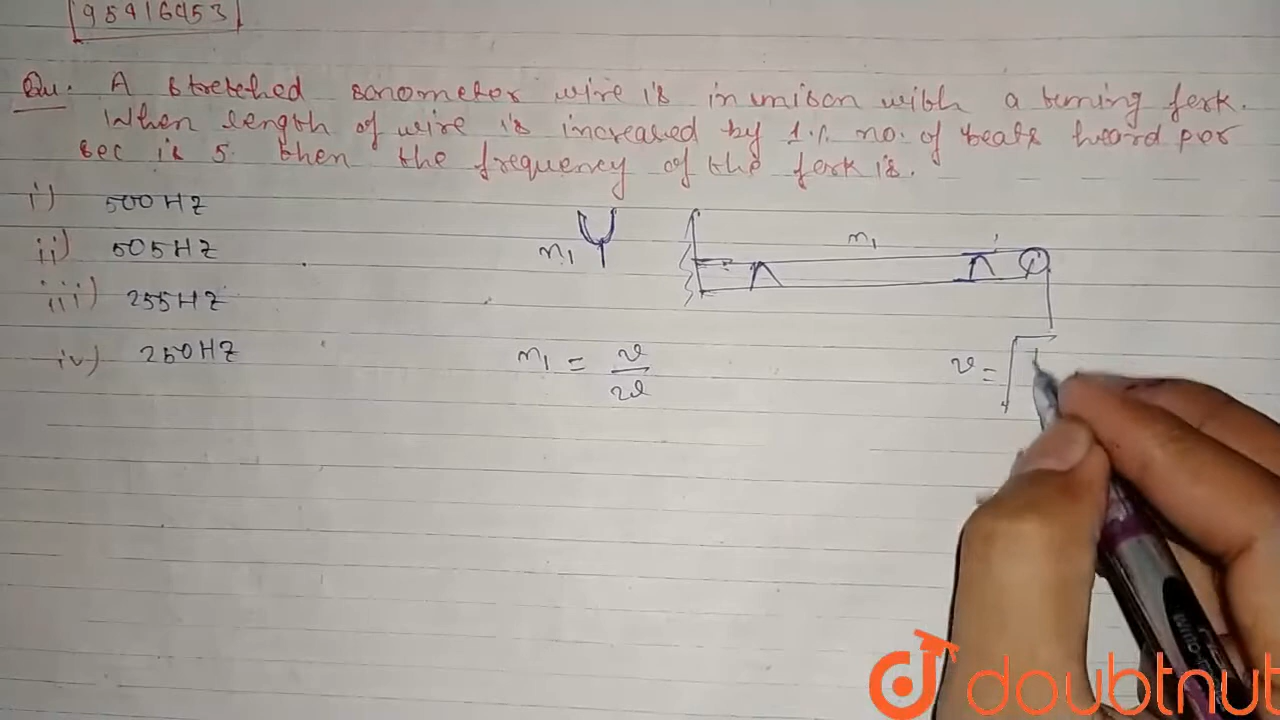 95916953
Qu. A stretched sonometer wire is in unison with a tuning fork.
When length of wire is increased by 1.%. no. of beats heard per
sec is 5. then the frequency of the fork is.
i) 500 HZ
ii) 505 HZ
iii) 255 HZ
iv) 250 HZ
n1
n1
n1 = v / 2l
v = √
doubtnut